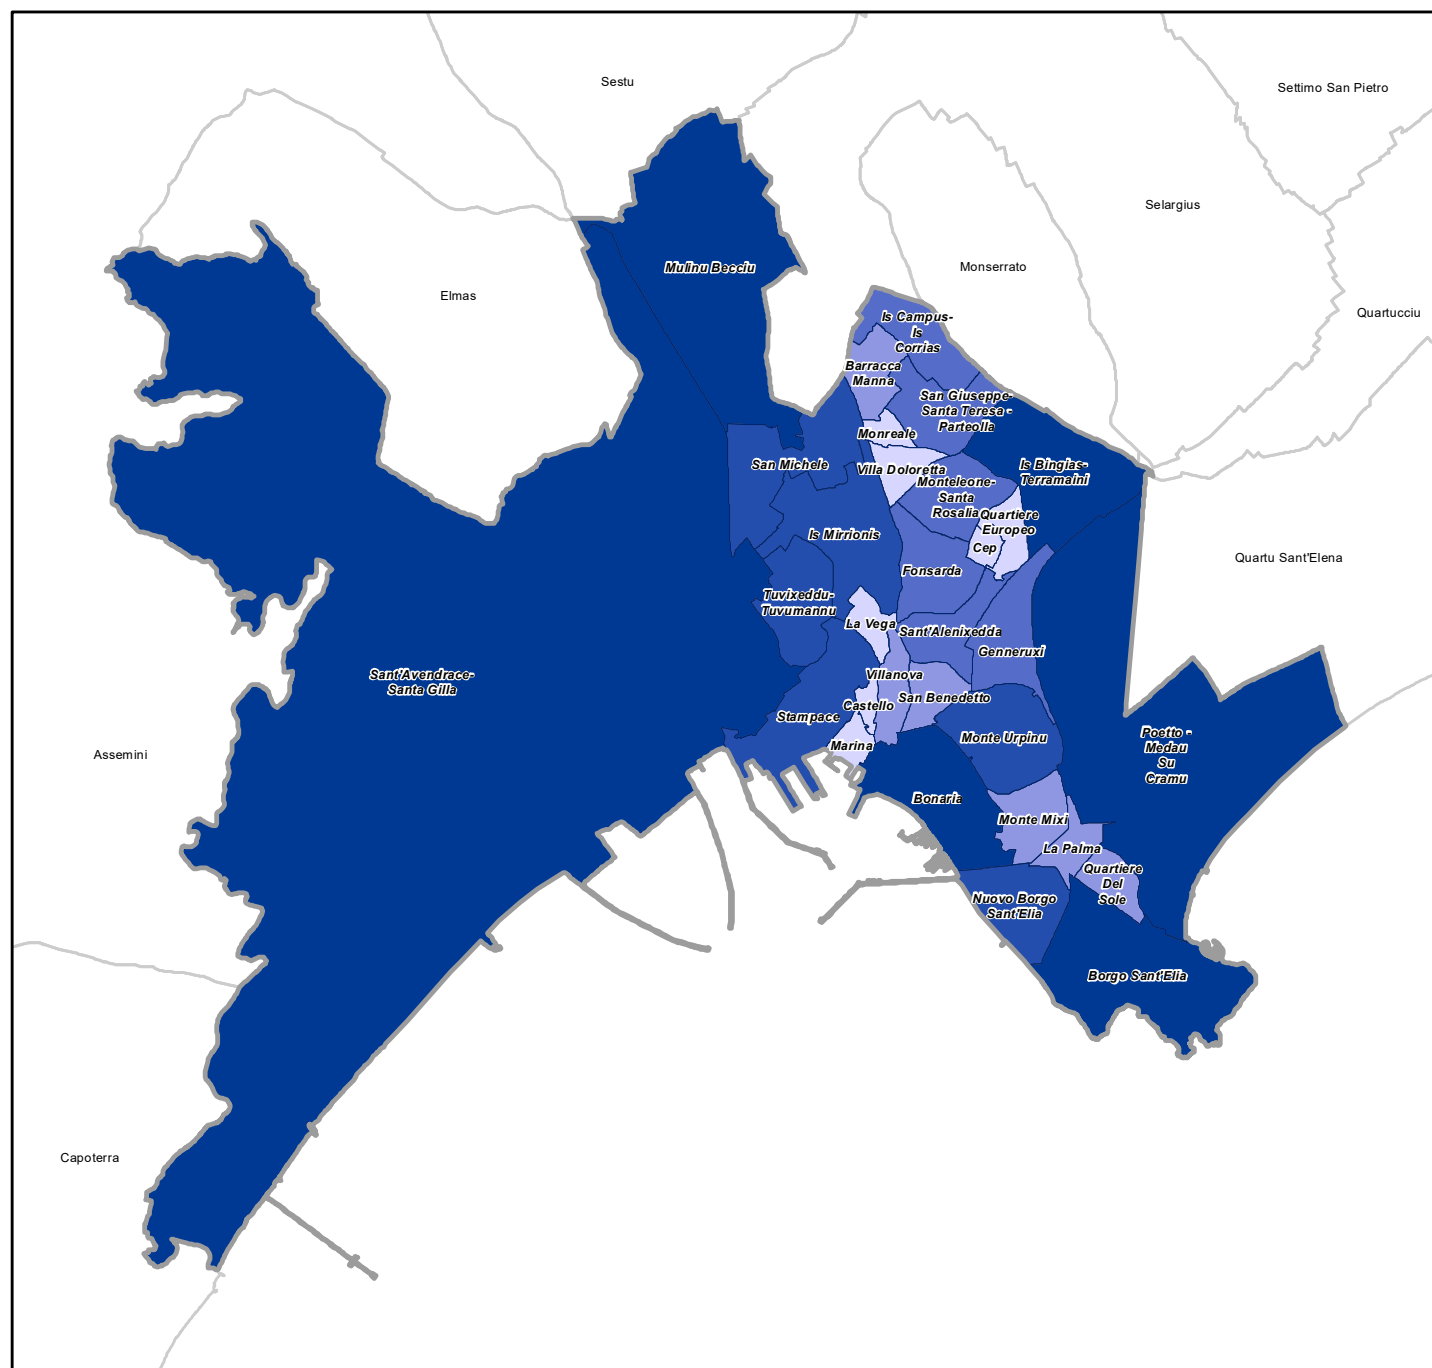 Sestu
Settimo San Pietro
Selargius
Mulinu Becciu
Monserrato
Elmas
Quartucciu
Is Campus-
Is
Corrias
Barracca
Manna
San Giuseppe-
Santa Teresa -
Parteolla
Monreale
San Michele
Villa Doloretta
Is Bingias-
Terramaini
Monteleone-
Santa
Rosalia
Quartiere
Europeo
Is Mirrionis
Cep
Quartu Sant'Elena
Fonsarda
Tuvixeddu-
Tuvumannu
La Vega
Sant'Alenixedda
Genneruxi
Sant'Avendrace-
Santa Gilla
Villanova
San Benedetto
Castello
Stampace
Marina
Monte Urpinu
Poetto -
Medau
Su
Cramu
Assemini
Bonaria
Monte Mixi
La Palma
Quartiere
Del
Sole
Nuovo Borgo
Sant'Elia
Borgo Sant'Elia
Capoterra